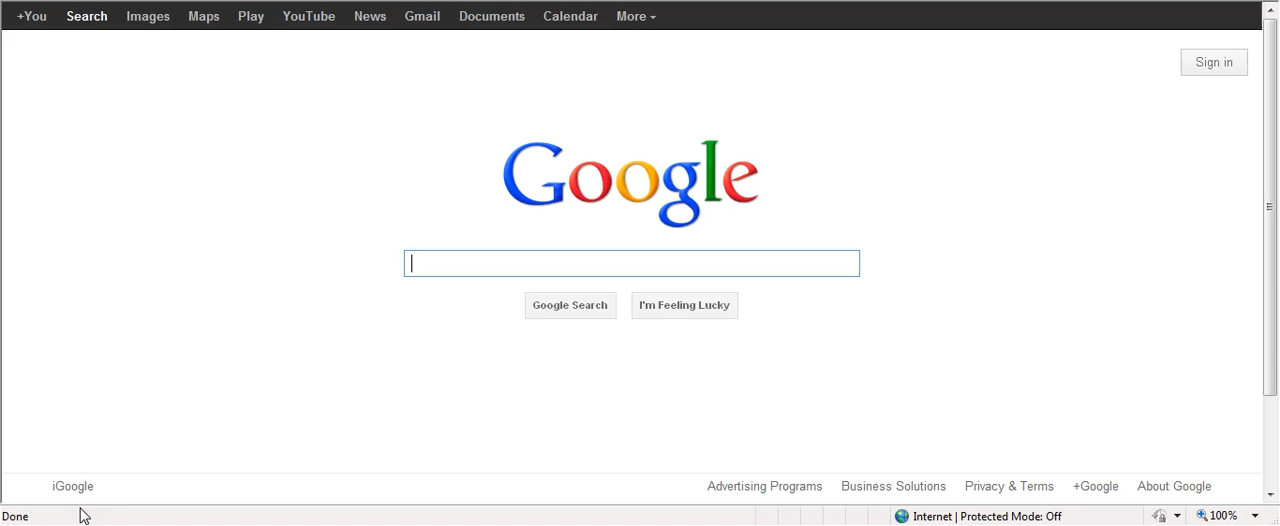 +You Search Images Maps Play YouTube News Gmail Documents Calendar More
Sign in
Google
Google Search I'm Feeling Lucky
iGoogle Advertising Programs Business Solutions Privacy & Terms +Google About Google
Done Internet | Protected Mode: Off 100%